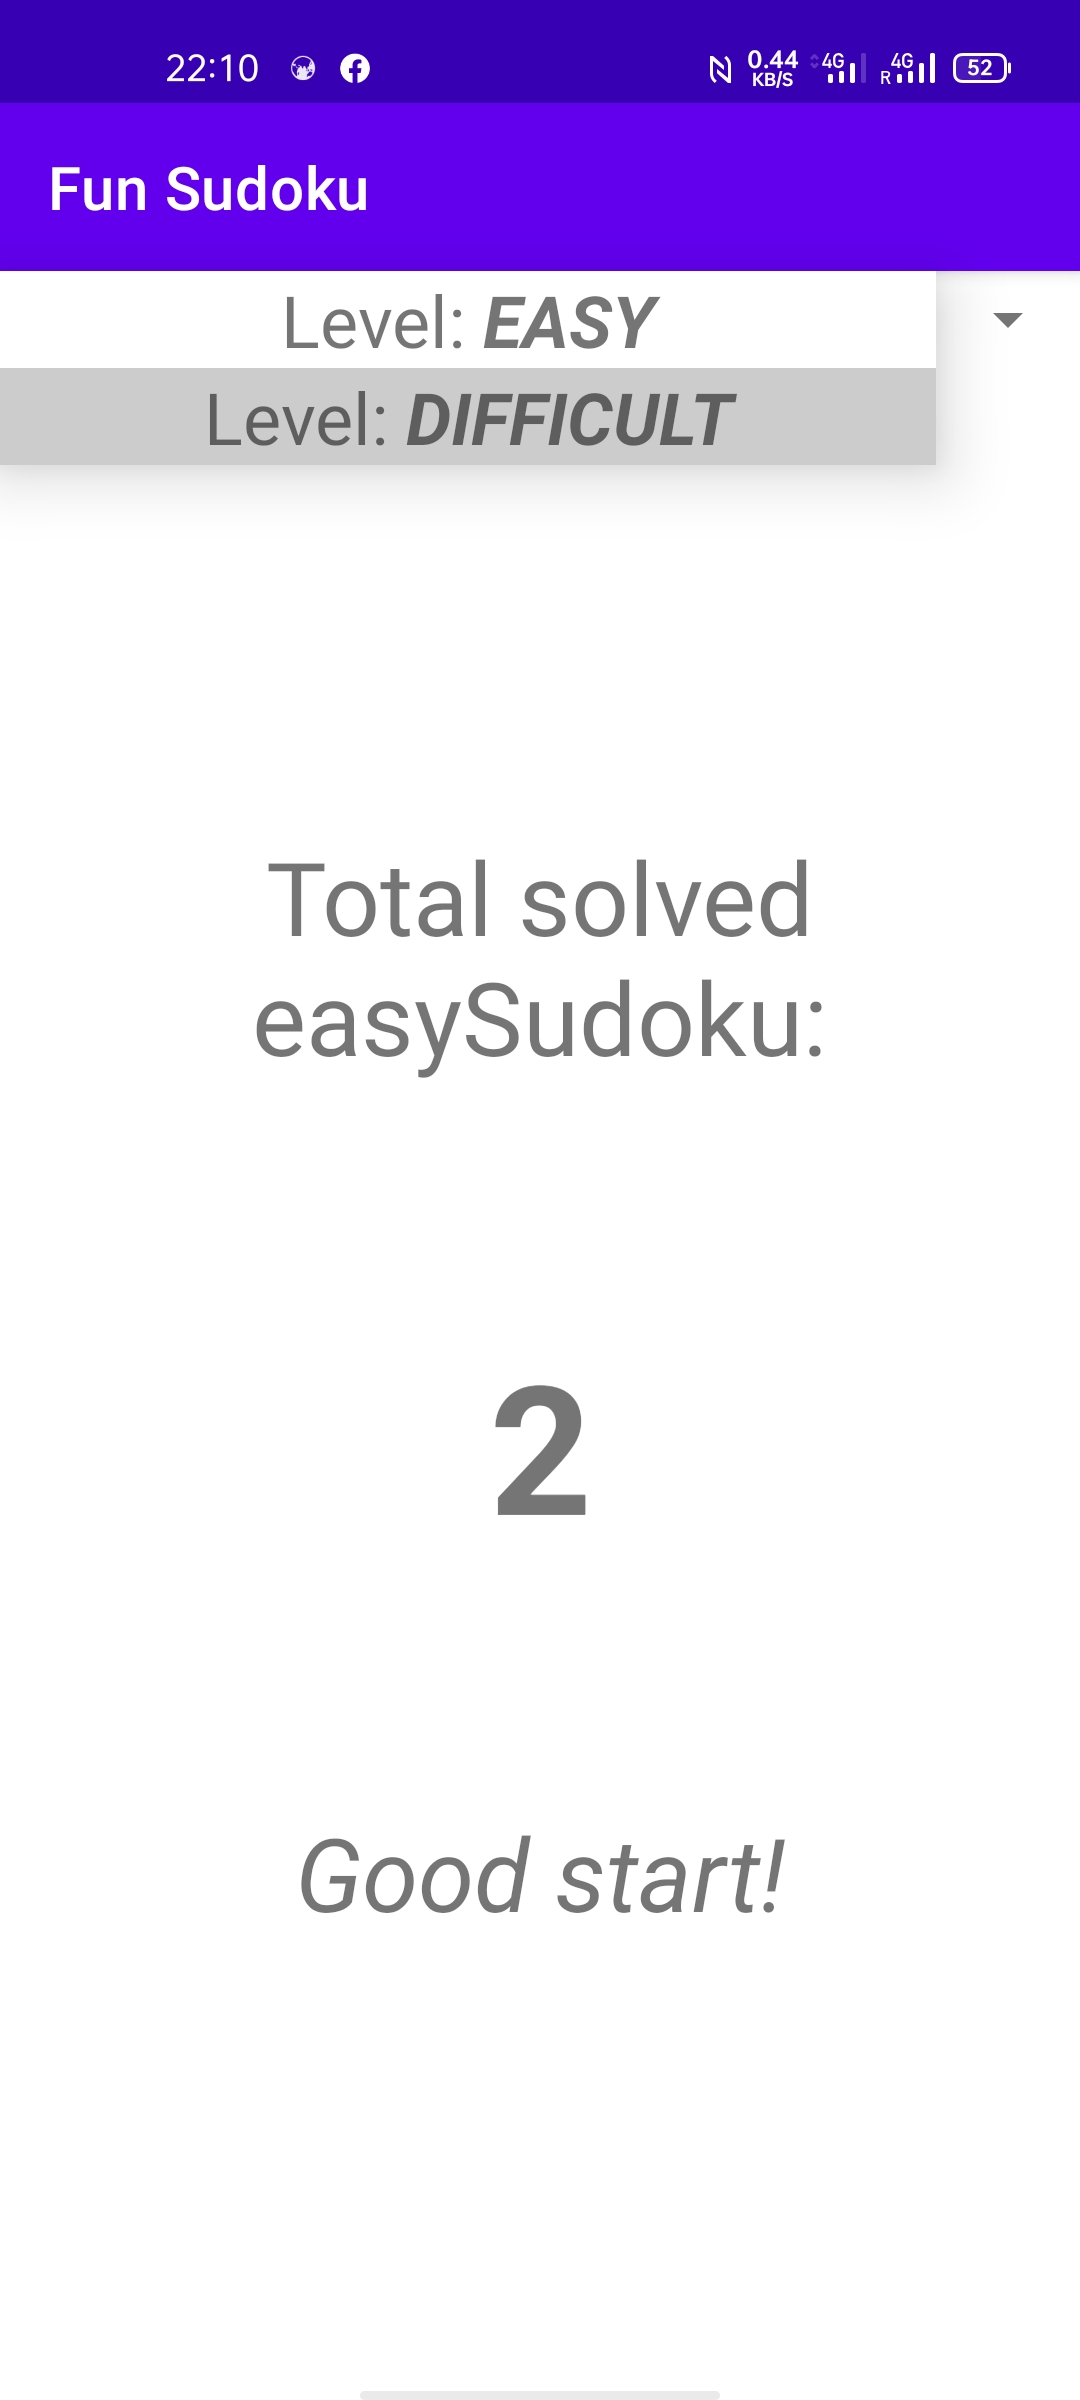 22:10 0.44 KB/S 4G R 4G 52
Fun Sudoku
Level: EASY
Level: DIFFICULT
Total solved
easySudoku:
2
Good start!